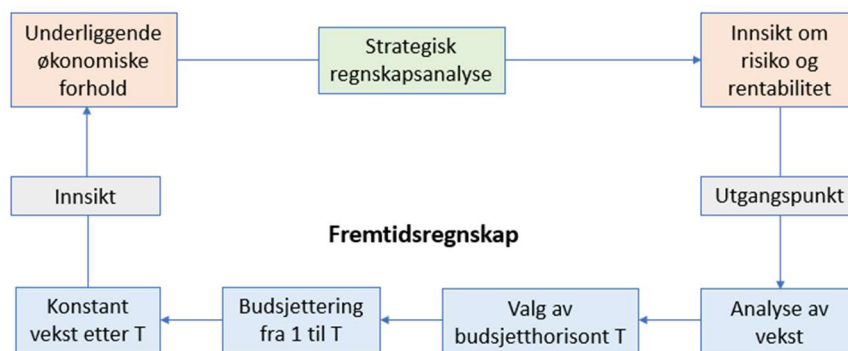 Underliggende
økonomiske
forhold
Strategisk
regnskapsanalyse
Innsikt om
risiko og
rentabilitet
Innsikt
Utgangspunkt
Fremtidsregnskap
Konstant
vekst etter T
Budsjettering
fra 1 til T
Valg av
budsjetthorisont T
Analyse av
vekst